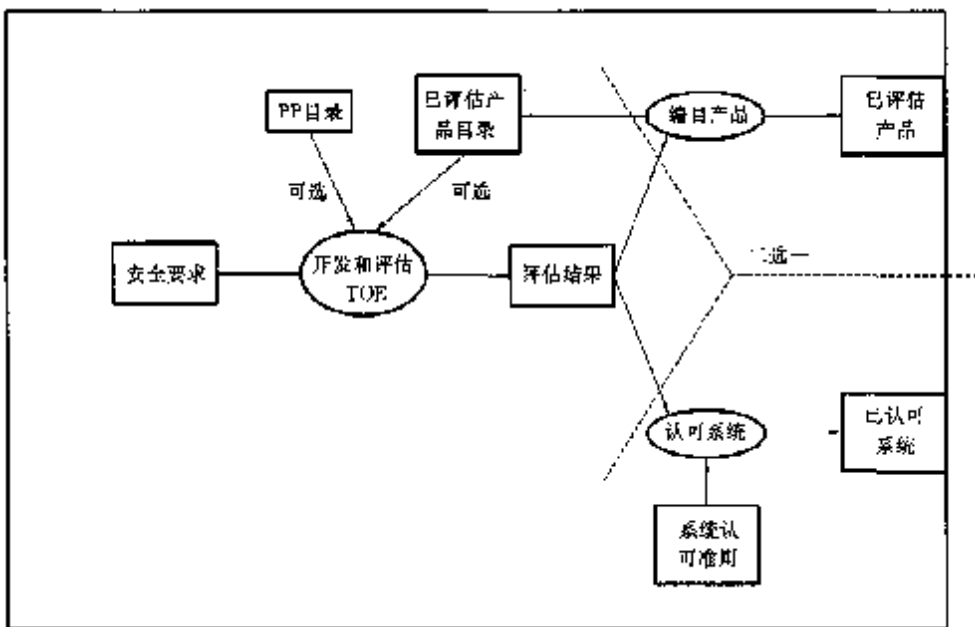 PP目录
已评估产
品目录
编目产品
已评估
产品
可选
可选
安全要求
开发和评估
TOE
评估结果
选一
认可系统
已认可
系统
系统认
可准则